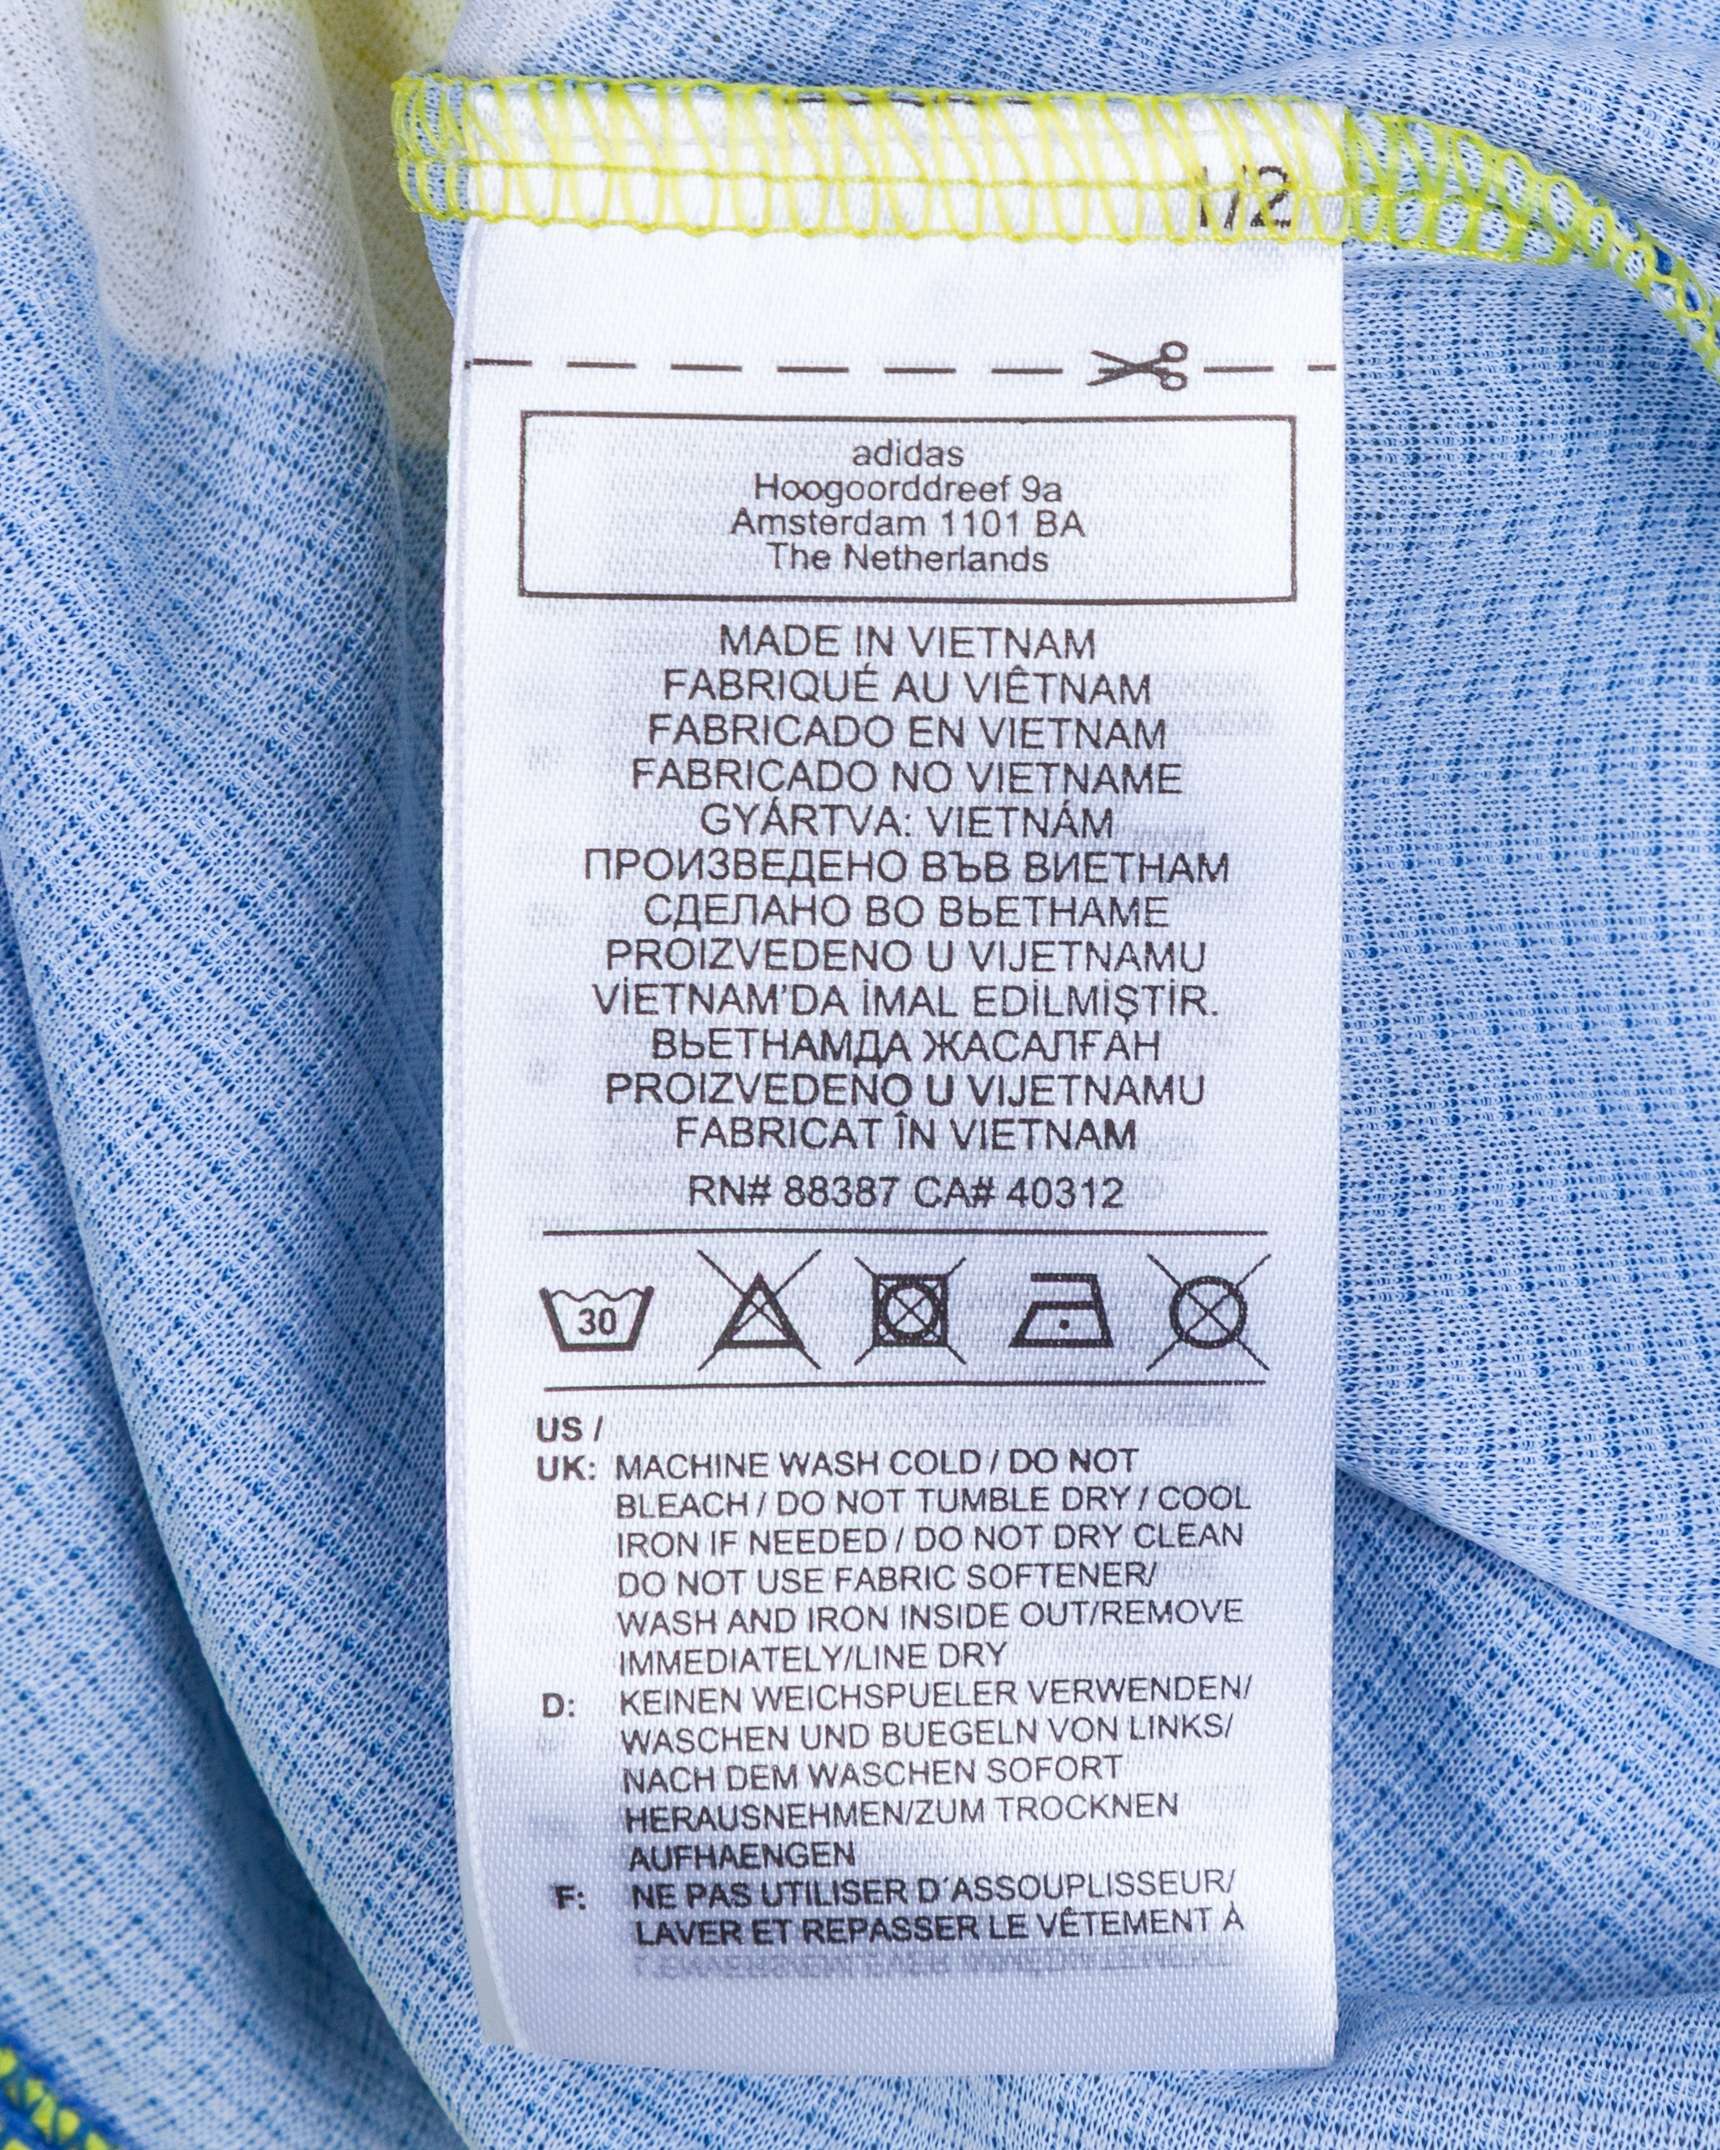 1/2
adidas
Hoogoorddreef 9a
Amsterdam 1101 BA
The Netherlands
MADE IN VIETNAM
FABRIQUÉ AU VIÊTNAM
FABRICADO EN VIETNAM
FABRICADO NO VIETNAME
GYÁRTVA: VIETNÁM
ПРОИЗВЕДЕНО ВЪВ ВИЕТНАМ
СДЕЛАНО ВО ВЬЕТНАМЕ
PROIZVEDENO U VIJETNAMU
VİETNAM'DA İMAL EDİLMİŞTİR.
ВЬЕТНАМДА ЖАСАЛҒАН
PROIZVEDENO U VIJETNAMU
FABRICAT ÎN VIETNAM
RN# 88387 CA# 40312
30
US /
UK: MACHINE WASH COLD / DO NOT
BLEACH / DO NOT TUMBLE DRY / COOL
IRON IF NEEDED / DO NOT DRY CLEAN
DO NOT USE FABRIC SOFTENER/
WASH AND IRON INSIDE OUT/REMOVE
IMMEDIATELY/LINE DRY
D: KEINEN WEICHSPUELER VERWENDEN/
WASCHEN UND BUEGELN VON LINKS/
NACH DEM WASCHEN SOFORT
HERAUSNEHMEN/ZUM TROCKNEN
AUFHAENGEN
F: NE PAS UTILISER D´ASSOUPLISSEUR/
LAVER ET REPASSER LE VÊTEMENT À